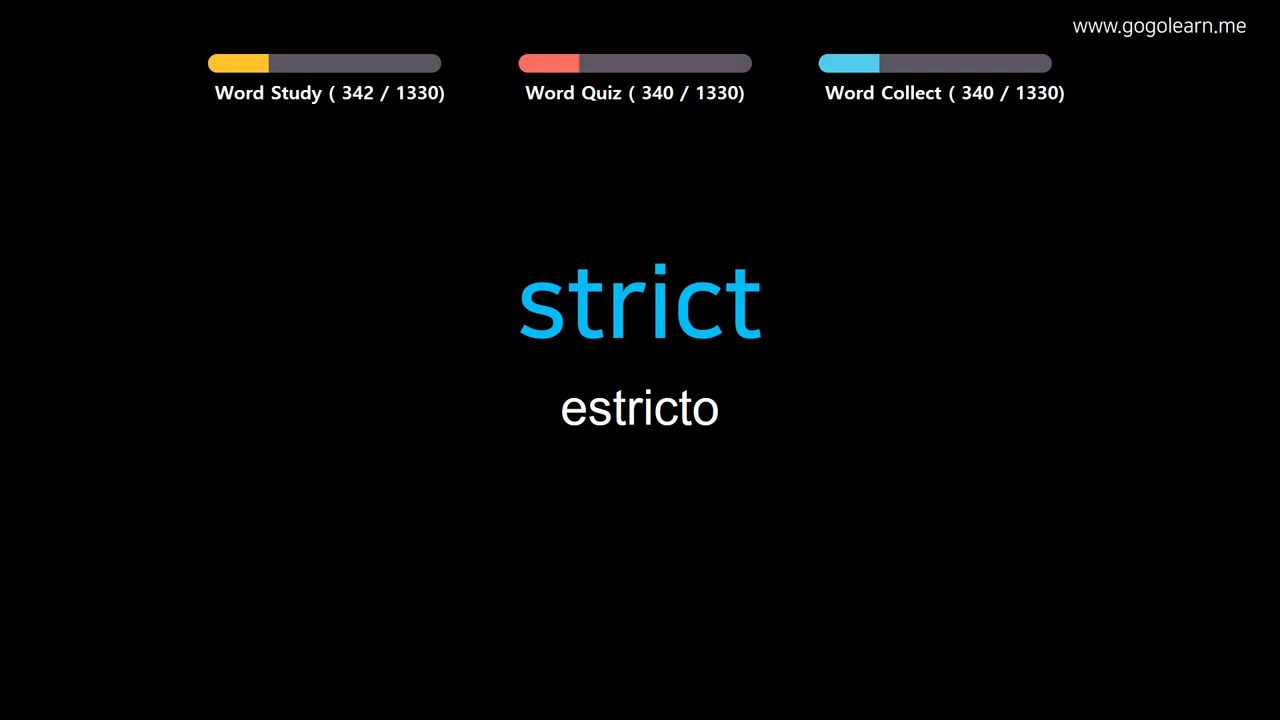 www.gogolearn.me
Word Study ( 342 / 1330)
Word Quiz ( 340 / 1330)
Word Collect ( 340 / 1330)
strict
estricto